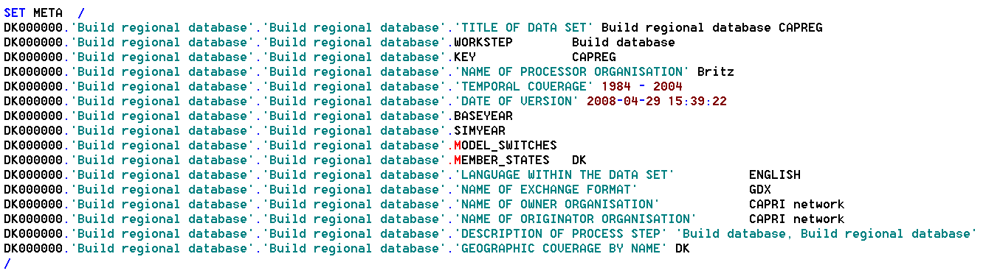 SET META  /
DK000000.'Build regional database'.'Build regional database'.'TITLE OF DATA SET' Build regional database CAPREG
DK000000.'Build regional database'.'Build regional database'.WORKSTEP        Build database
DK000000.'Build regional database'.'Build regional database'.KEY             CAPREG
DK000000.'Build regional database'.'Build regional database'.'NAME OF PROCESSOR ORGANISATION' Britz
DK000000.'Build regional database'.'Build regional database'.'TEMPORAL COVERAGE' 1984 - 2004
DK000000.'Build regional database'.'Build regional database'.'DATE OF VERSION' 2008-04-29 15:39:22
DK000000.'Build regional database'.'Build regional database'.BASEYEAR
DK000000.'Build regional database'.'Build regional database'.SIMYEAR
DK000000.'Build regional database'.'Build regional database'.MODEL_SWITCHES
DK000000.'Build regional database'.'Build regional database'.MEMBER_STATES   DK
DK000000.'Build regional database'.'Build regional database'.'LANGUAGE WITHIN THE DATA SET'          ENGLISH
DK000000.'Build regional database'.'Build regional database'.'NAME OF EXCHANGE FORMAT'               GDX
DK000000.'Build regional database'.'Build regional database'.'NAME OF OWNER ORGANISATION'            CAPRI network
DK000000.'Build regional database'.'Build regional database'.'NAME OF ORIGINATOR ORGANISATION'       CAPRI network
DK000000.'Build regional database'.'Build regional database'.'DESCRIPTION OF PROCESS STEP' 'Build database, Build regional database'
DK000000.'Build regional database'.'Build regional database'.'GEOGRAPHIC COVERAGE BY NAME' DK
/